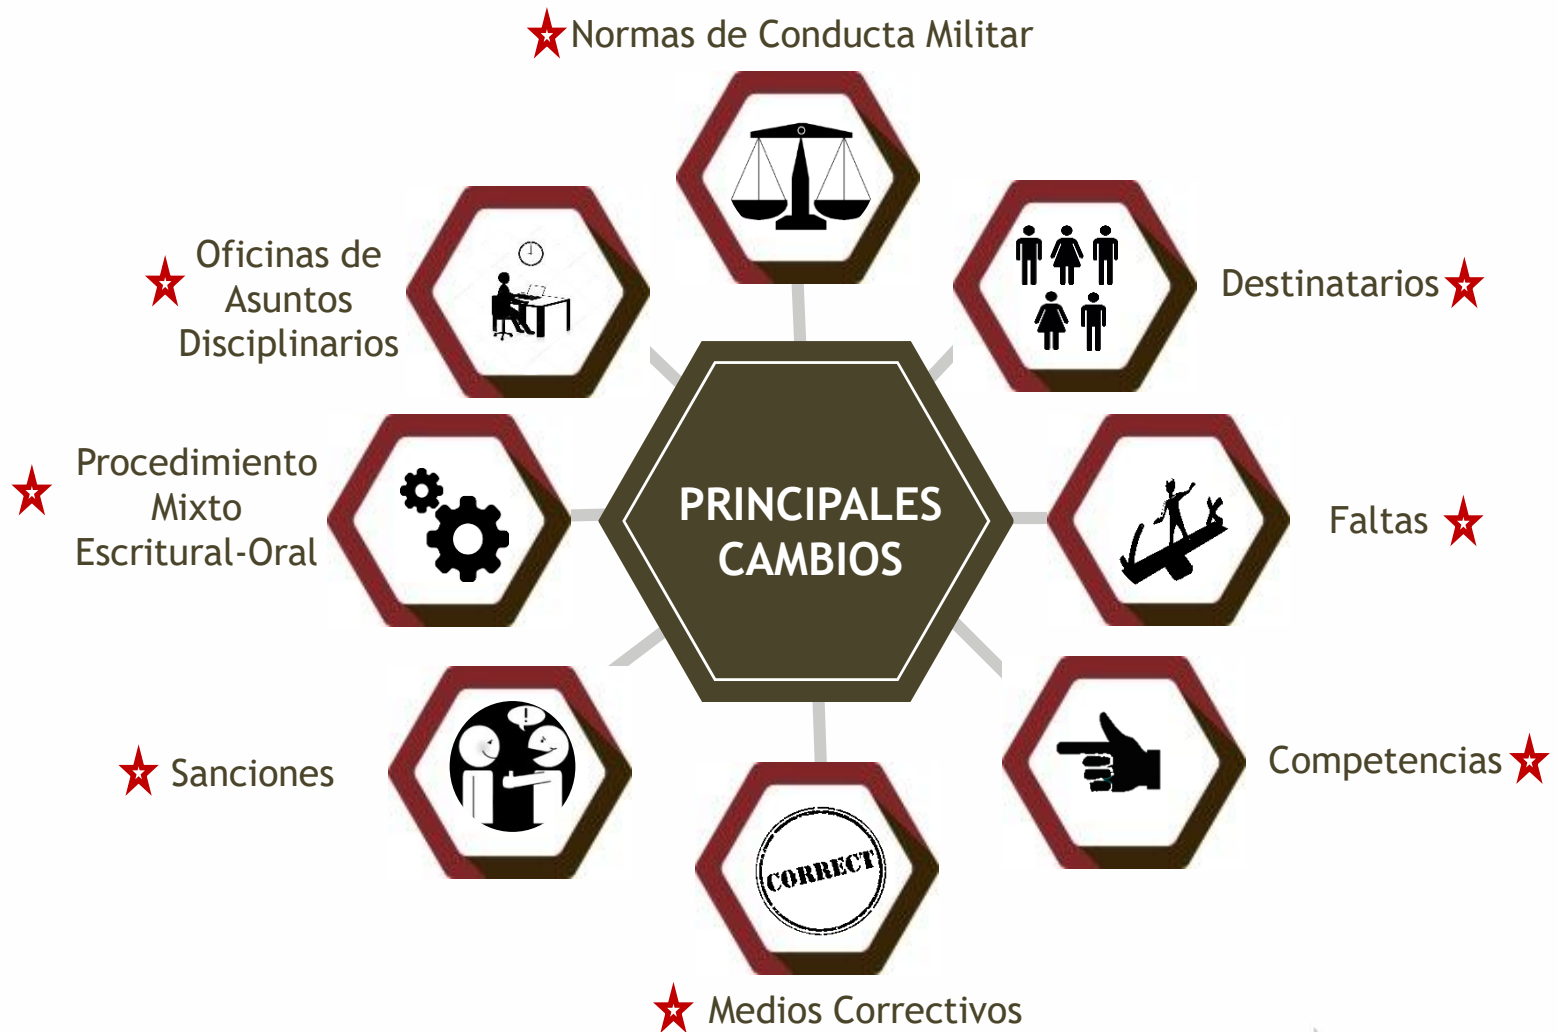 Normas de Conducta Militar
Oficinas de
Asuntos
Disciplinarios
Destinatarios
Procedimiento
Mixto
Escritural-Oral
PRINCIPALES
CAMBIOS
Faltas
Sanciones
Competencias
CORRECT
Medios Correctivos